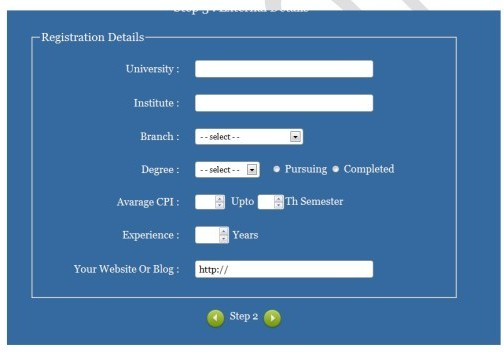 Registration Details
University :
Institute :
Branch : -- select --
Degree : -- select -- Pursuing Completed
Avarage CPI : Upto Th Semester
Experience : Years
Your Website Or Blog : http://
Step 2